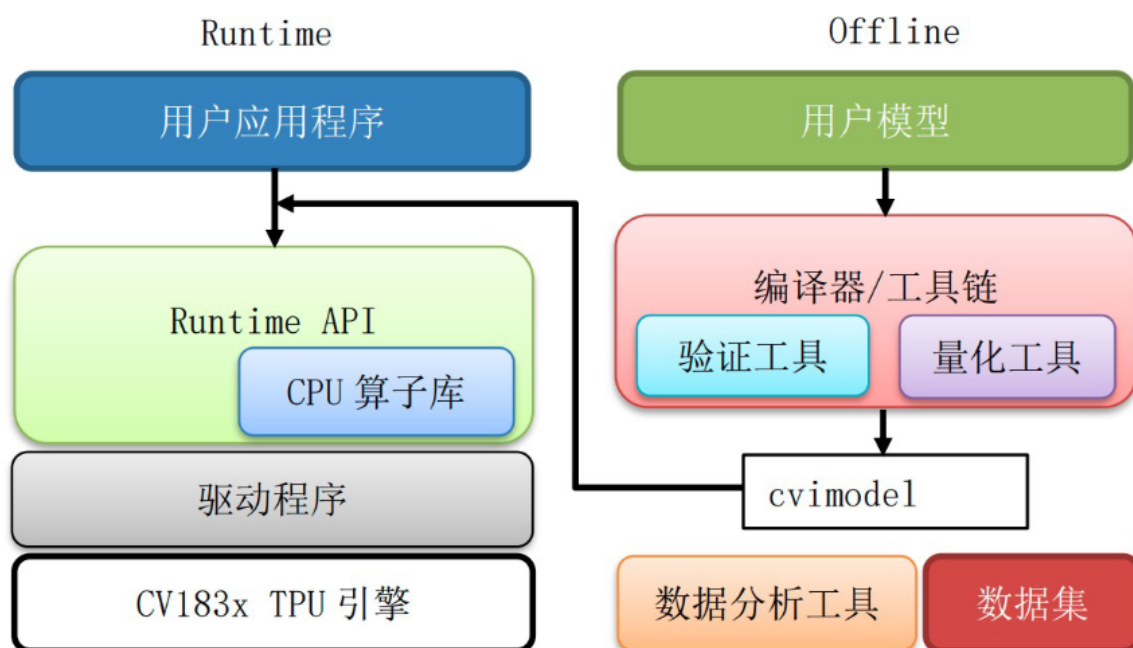 Runtime
用户应用程序
Runtime API
CPU 算子库
驱动程序
CV183x TPU 引擎
Offline
用户模型
编译器/工具链
验证工具
量化工具
cvimodel
数据分析工具
数据集